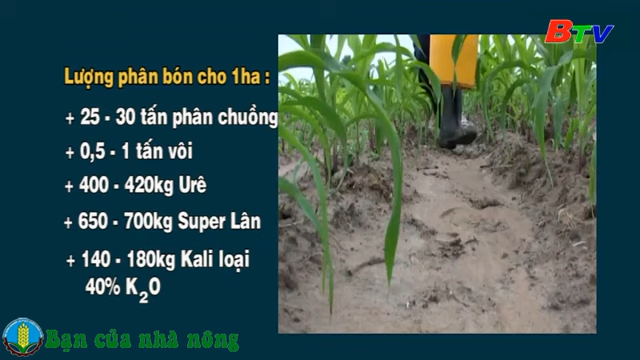 BTV
Lượng phân bón cho 1ha :
+ 25 - 30 tấn phân chuồng
+ 0,5 - 1 tấn vôi
+ 400 - 420kg Urê
+ 650 - 700kg Super Lân
+ 140 - 180kg Kali loại
40% K2O
Bạn của nhà nông